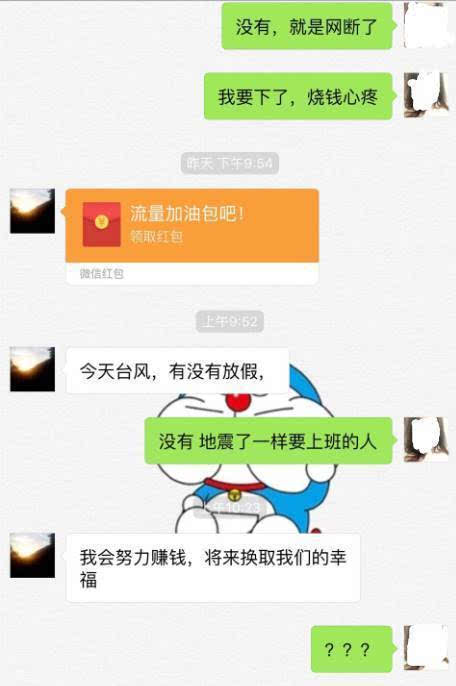 没有，就是网断了
我要下了，烧钱心疼
昨天 下午9:54
流量加油包吧！
领取红包
微信红包
上午9:52
今天台风，有没有放假，
没有 地震了一样要上班的人
上午10:23
我会努力赚钱，将来换取我们的幸
福
？？？